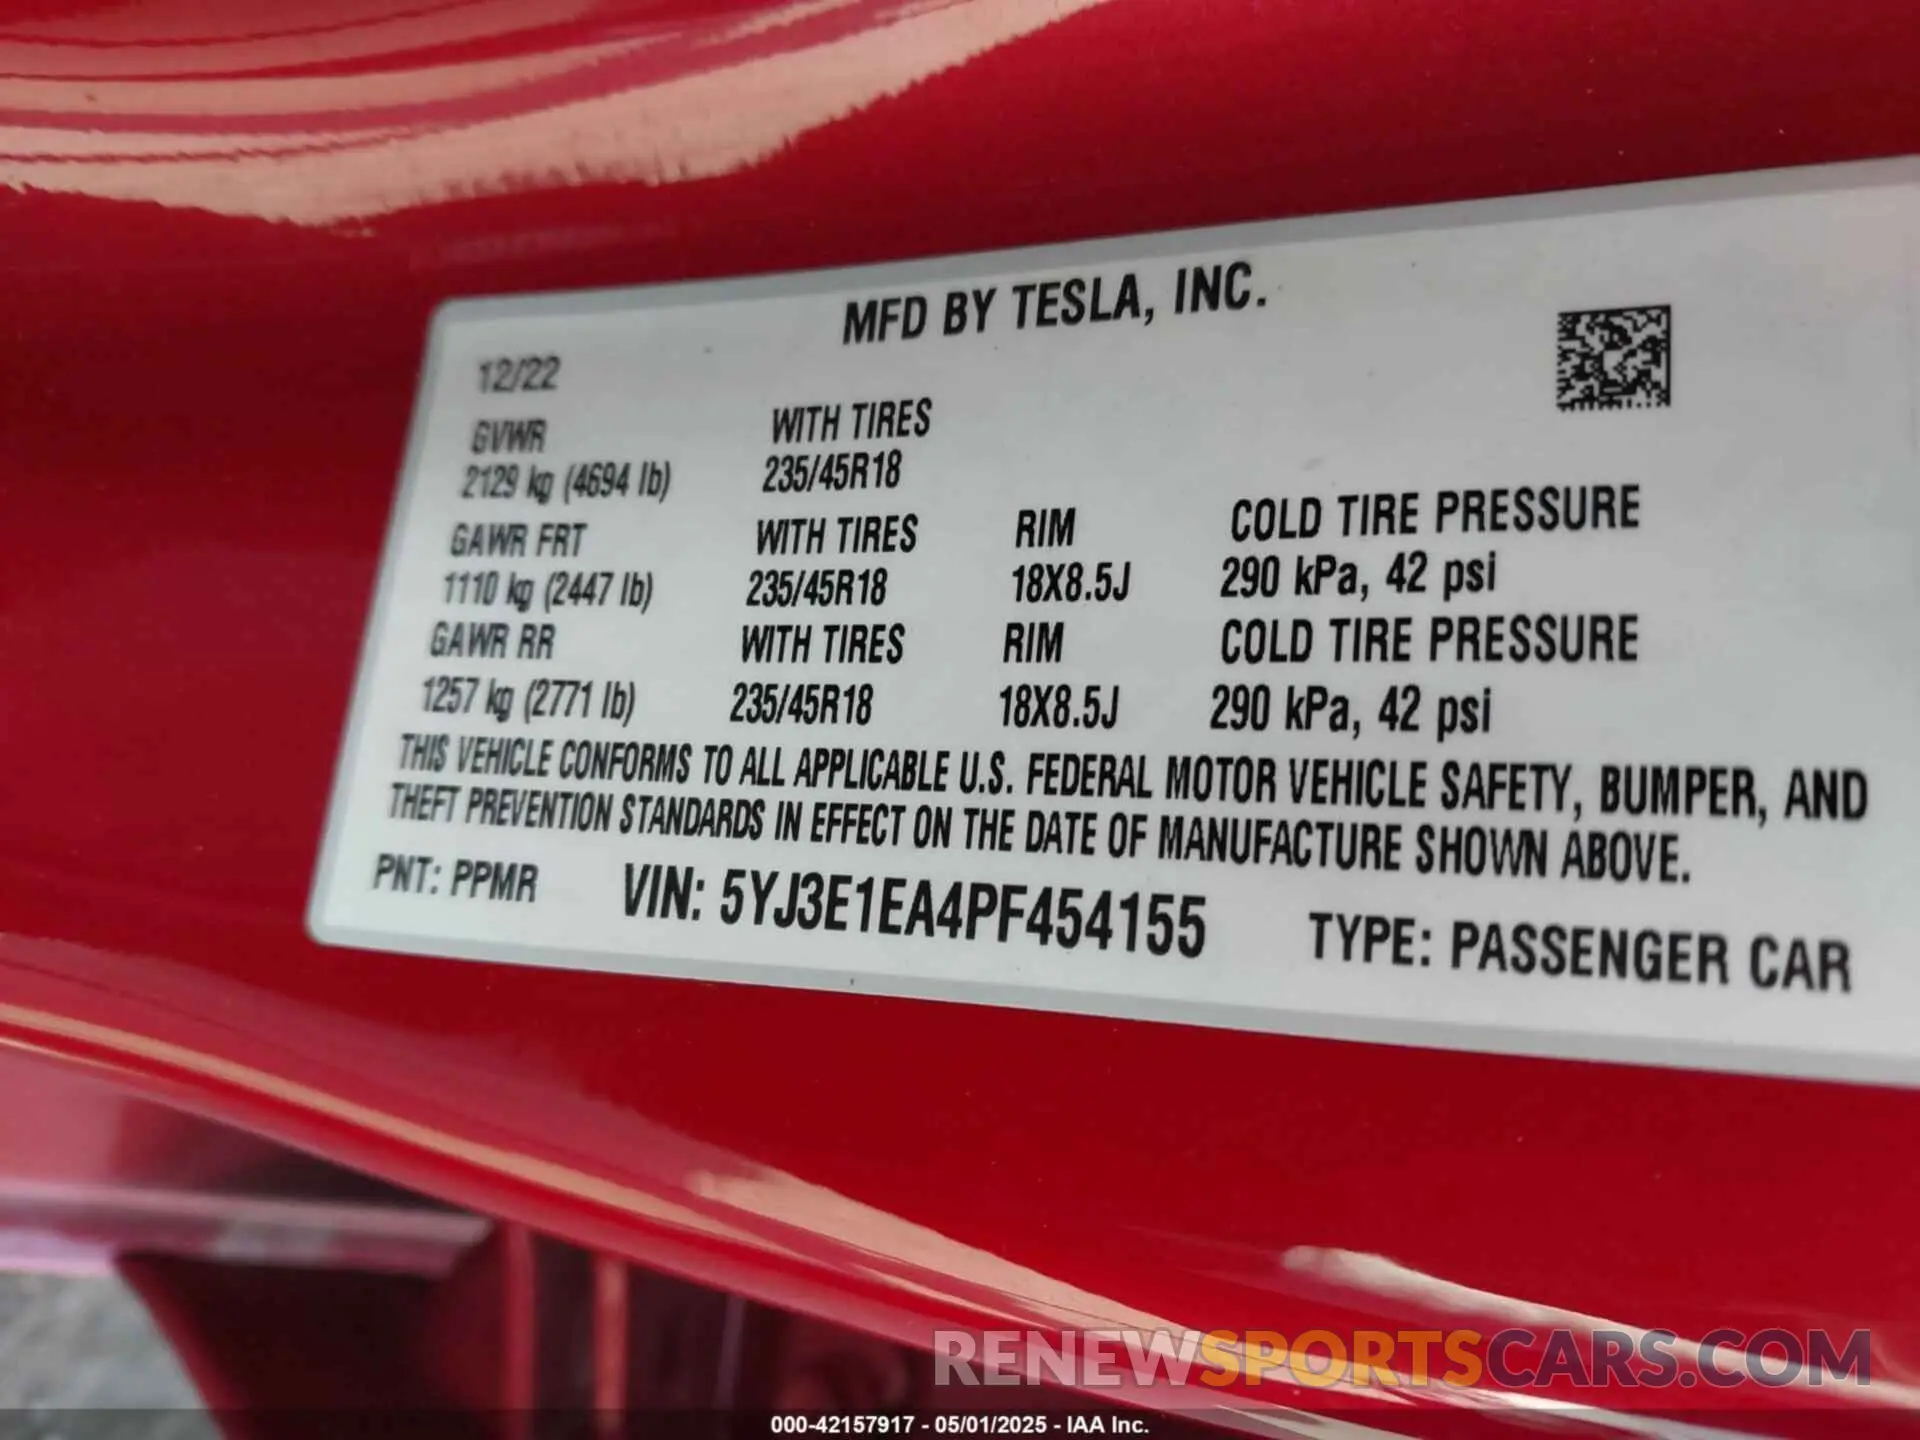 MFD BY TESLA, INC.
12/22
GVWR WITH TIRES
2129 kg (4694 lb) 235/45R18
GAWR FRT WITH TIRES RIM COLD TIRE PRESSURE
1110 kg (2447 lb) 235/45R18 18X8.5J 290 kPa, 42 psi
GAWR RR WITH TIRES RIM COLD TIRE PRESSURE
1257 kg (2771 lb) 235/45R18 18X8.5J 290 kPa, 42 psi
THIS VEHICLE CONFORMS TO ALL APPLICABLE U.S. FEDERAL MOTOR VEHICLE SAFETY, BUMPER, AND
THEFT PREVENTION STANDARDS IN EFFECT ON THE DATE OF MANUFACTURE SHOWN ABOVE.
PNT: PPMR VIN: 5YJ3E1EA4PF454155 TYPE: PASSENGER CAR
RENEWSPORTSCARS.COM
000-42157917 - 05/01/2025 - IAA Inc.